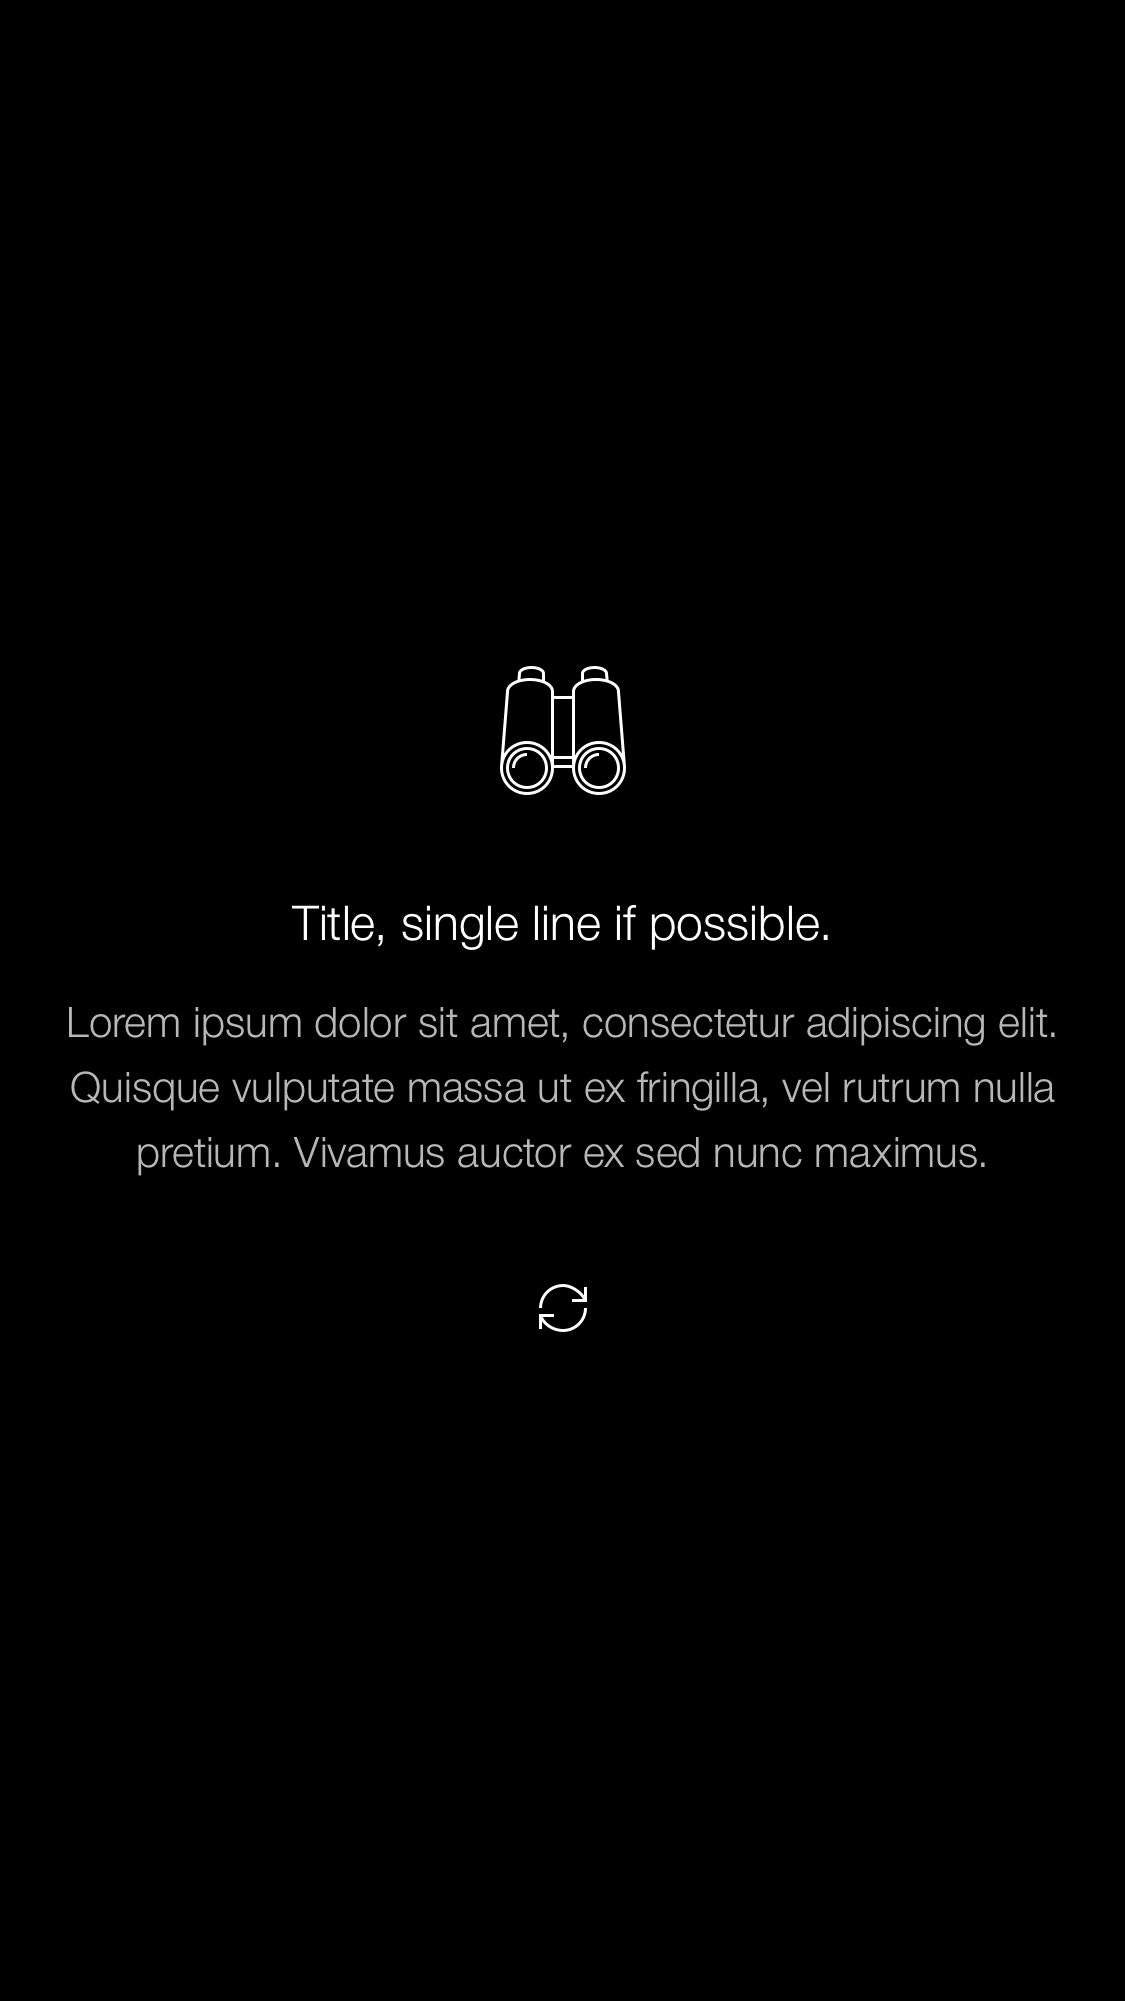 Title, single line if possible.
Lorem ipsum dolor sit amet, consectetur adipiscing elit.
Quisque vulputate massa ut ex fringilla, vel rutrum nulla
pretium. Vivamus auctor ex sed nunc maximus.